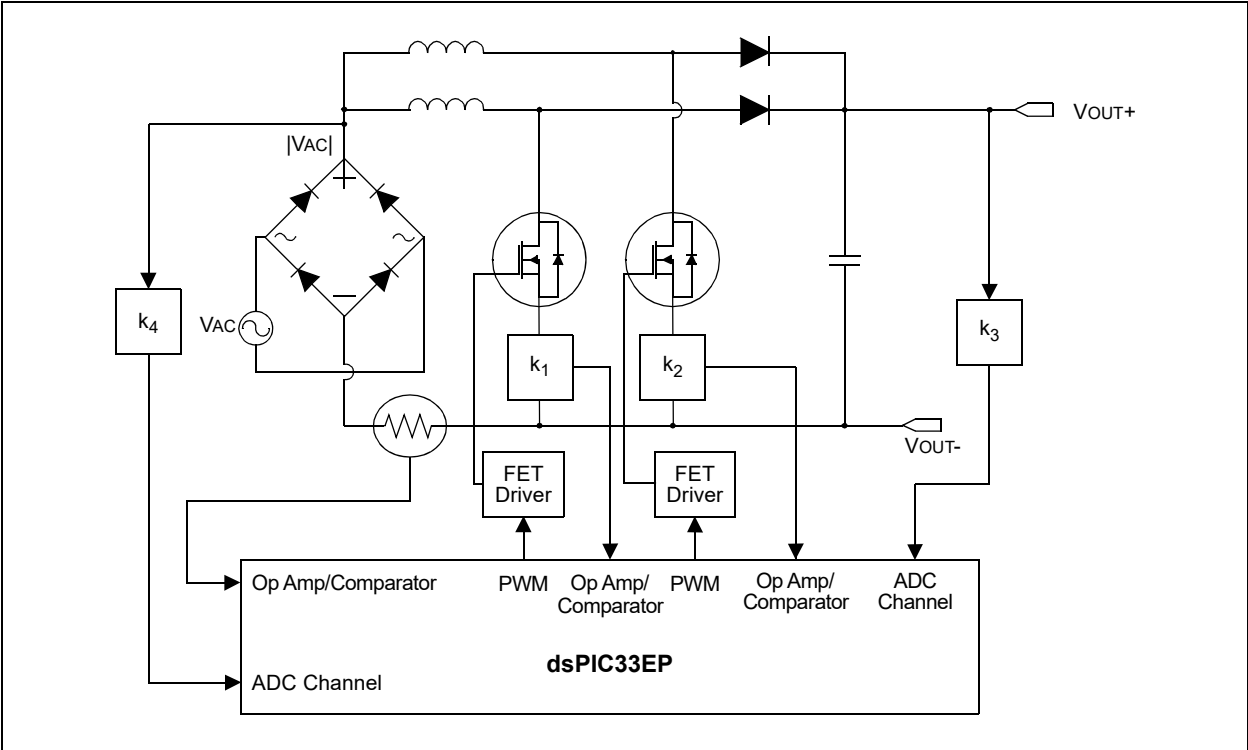 VOUT+
|VAC|
k4
VAC
k1
k2
k3
VOUT-
FET
Driver
FET
Driver
Op Amp/Comparator
PWM
Op Amp/
Comparator
PWM
Op Amp/
Comparator
ADC
Channel
dsPIC33EP
ADC Channel